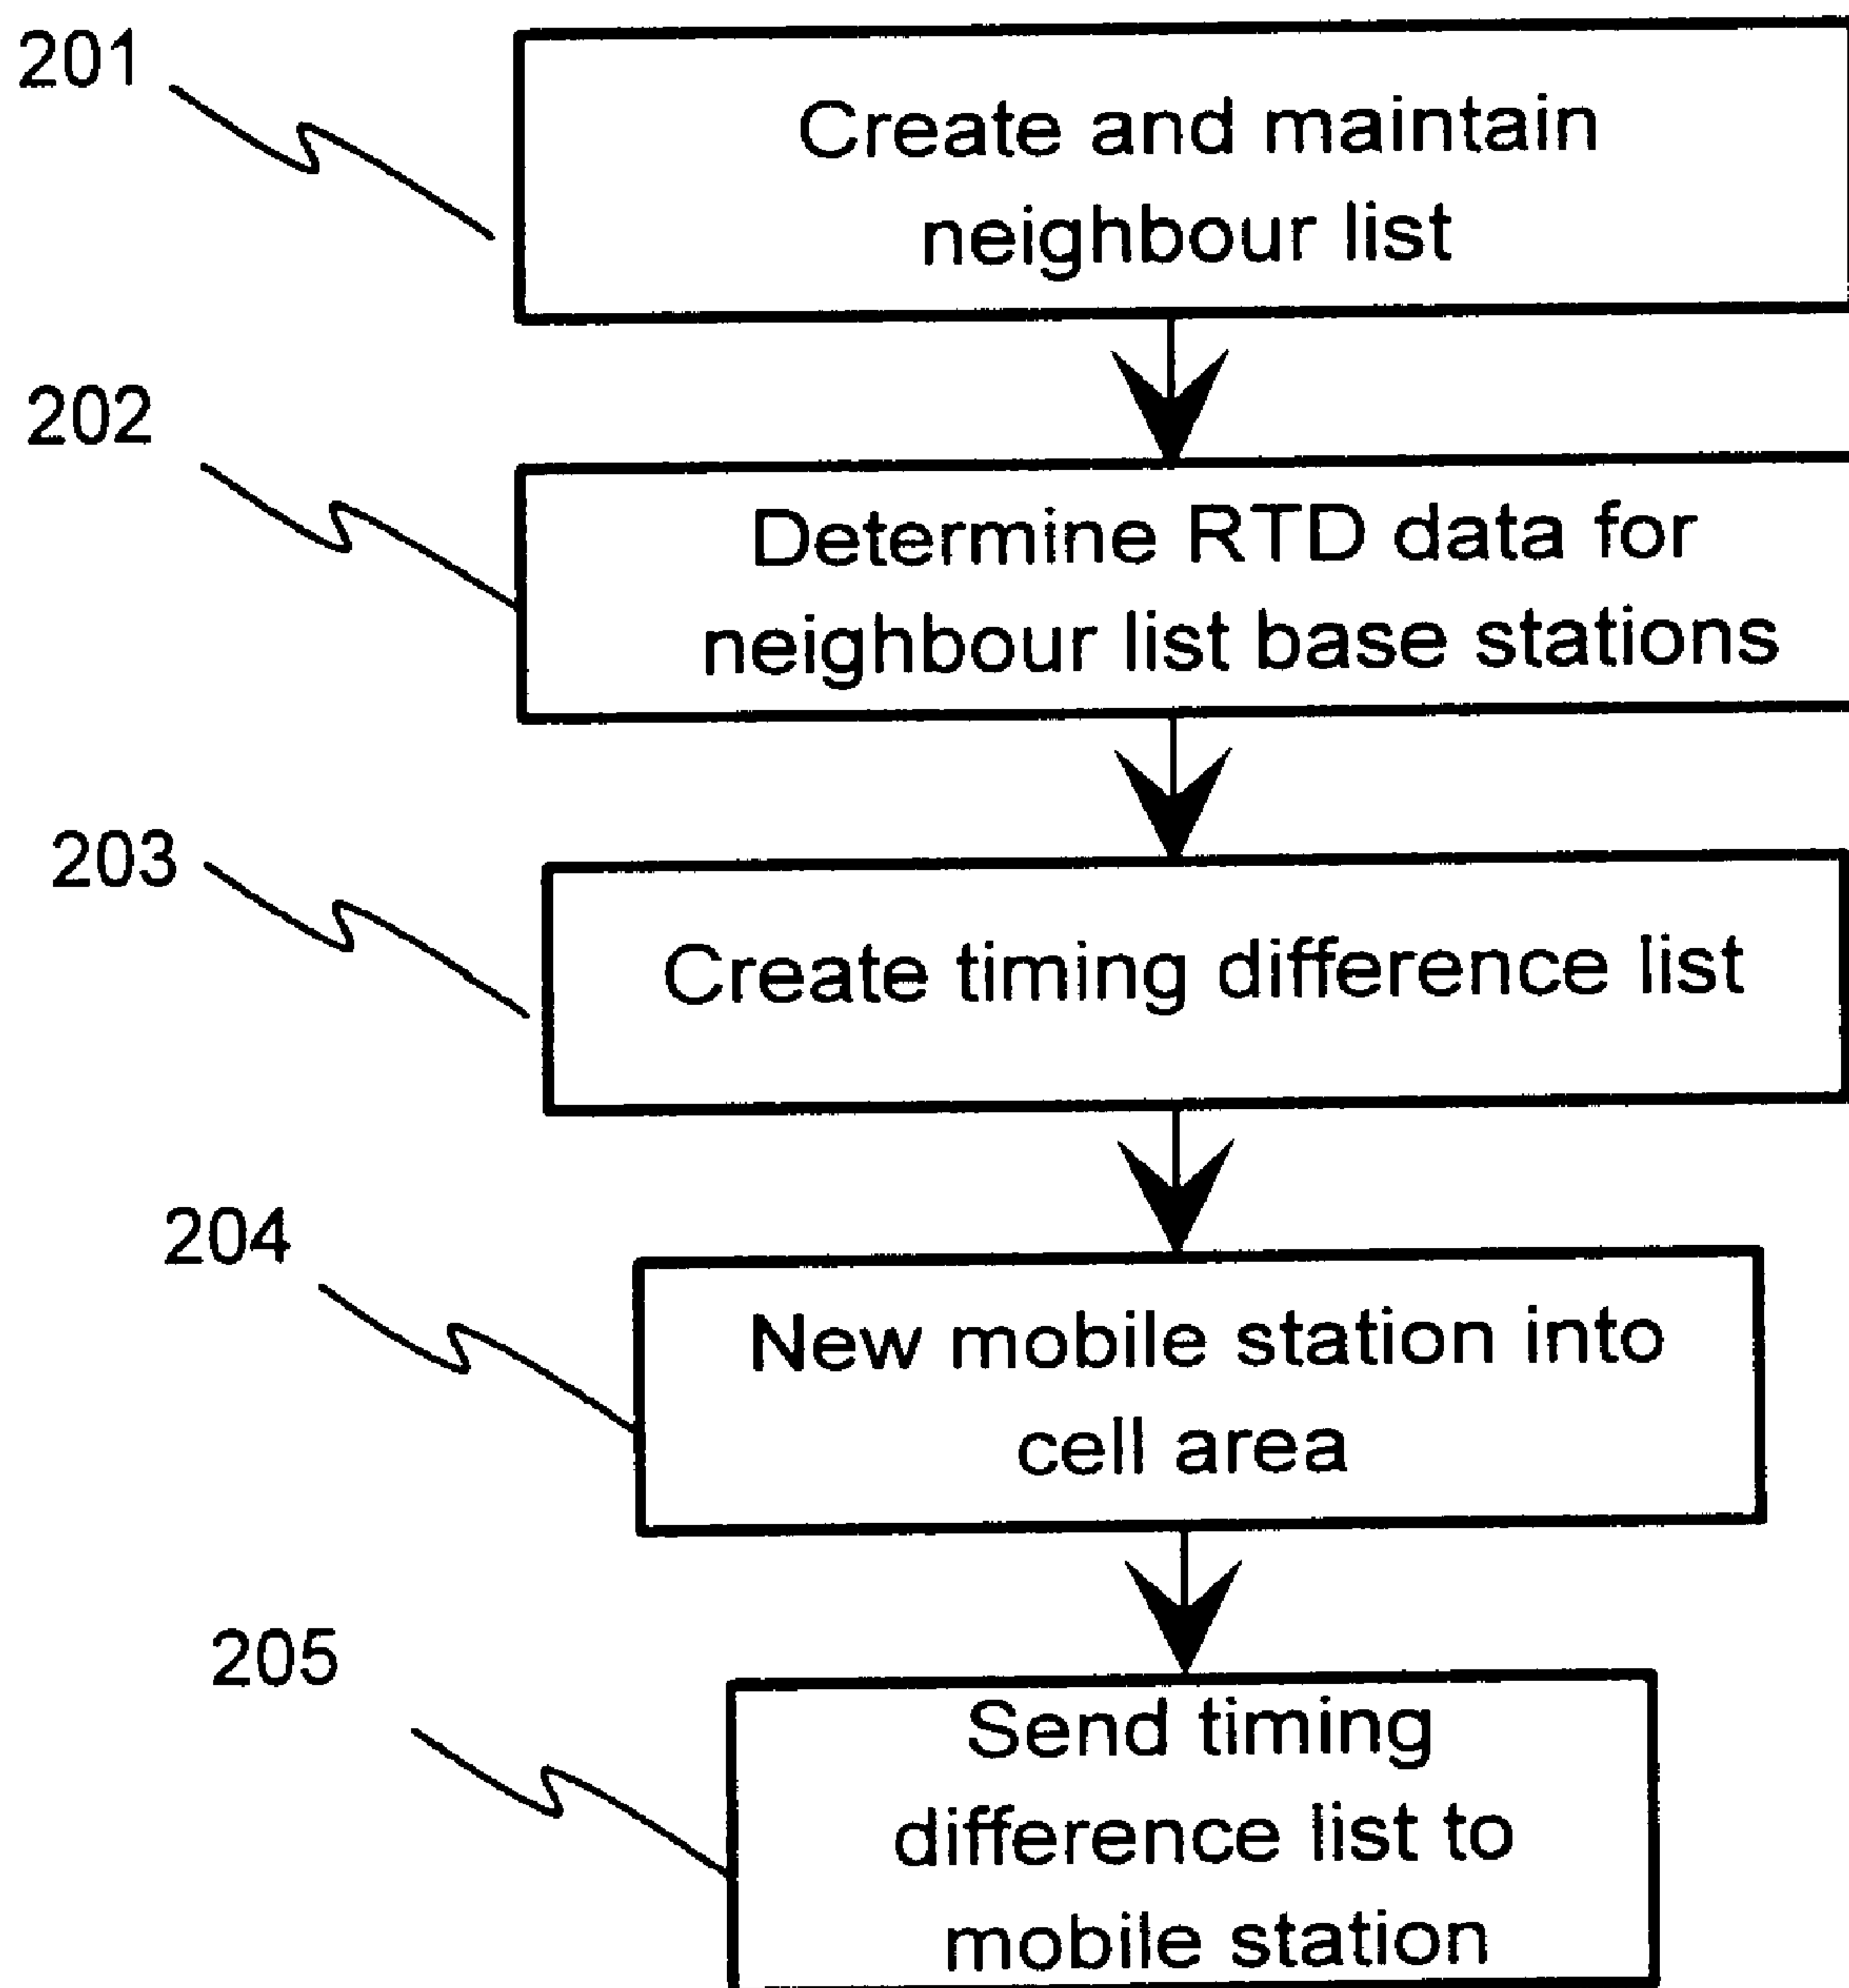 201
Create and maintain
neighbour list
202
Determine RTD data for
neighbour list base stations
203
Create timing difference list
204
New mobile station into
cell area
205
Send timing
difference list to
mobile station